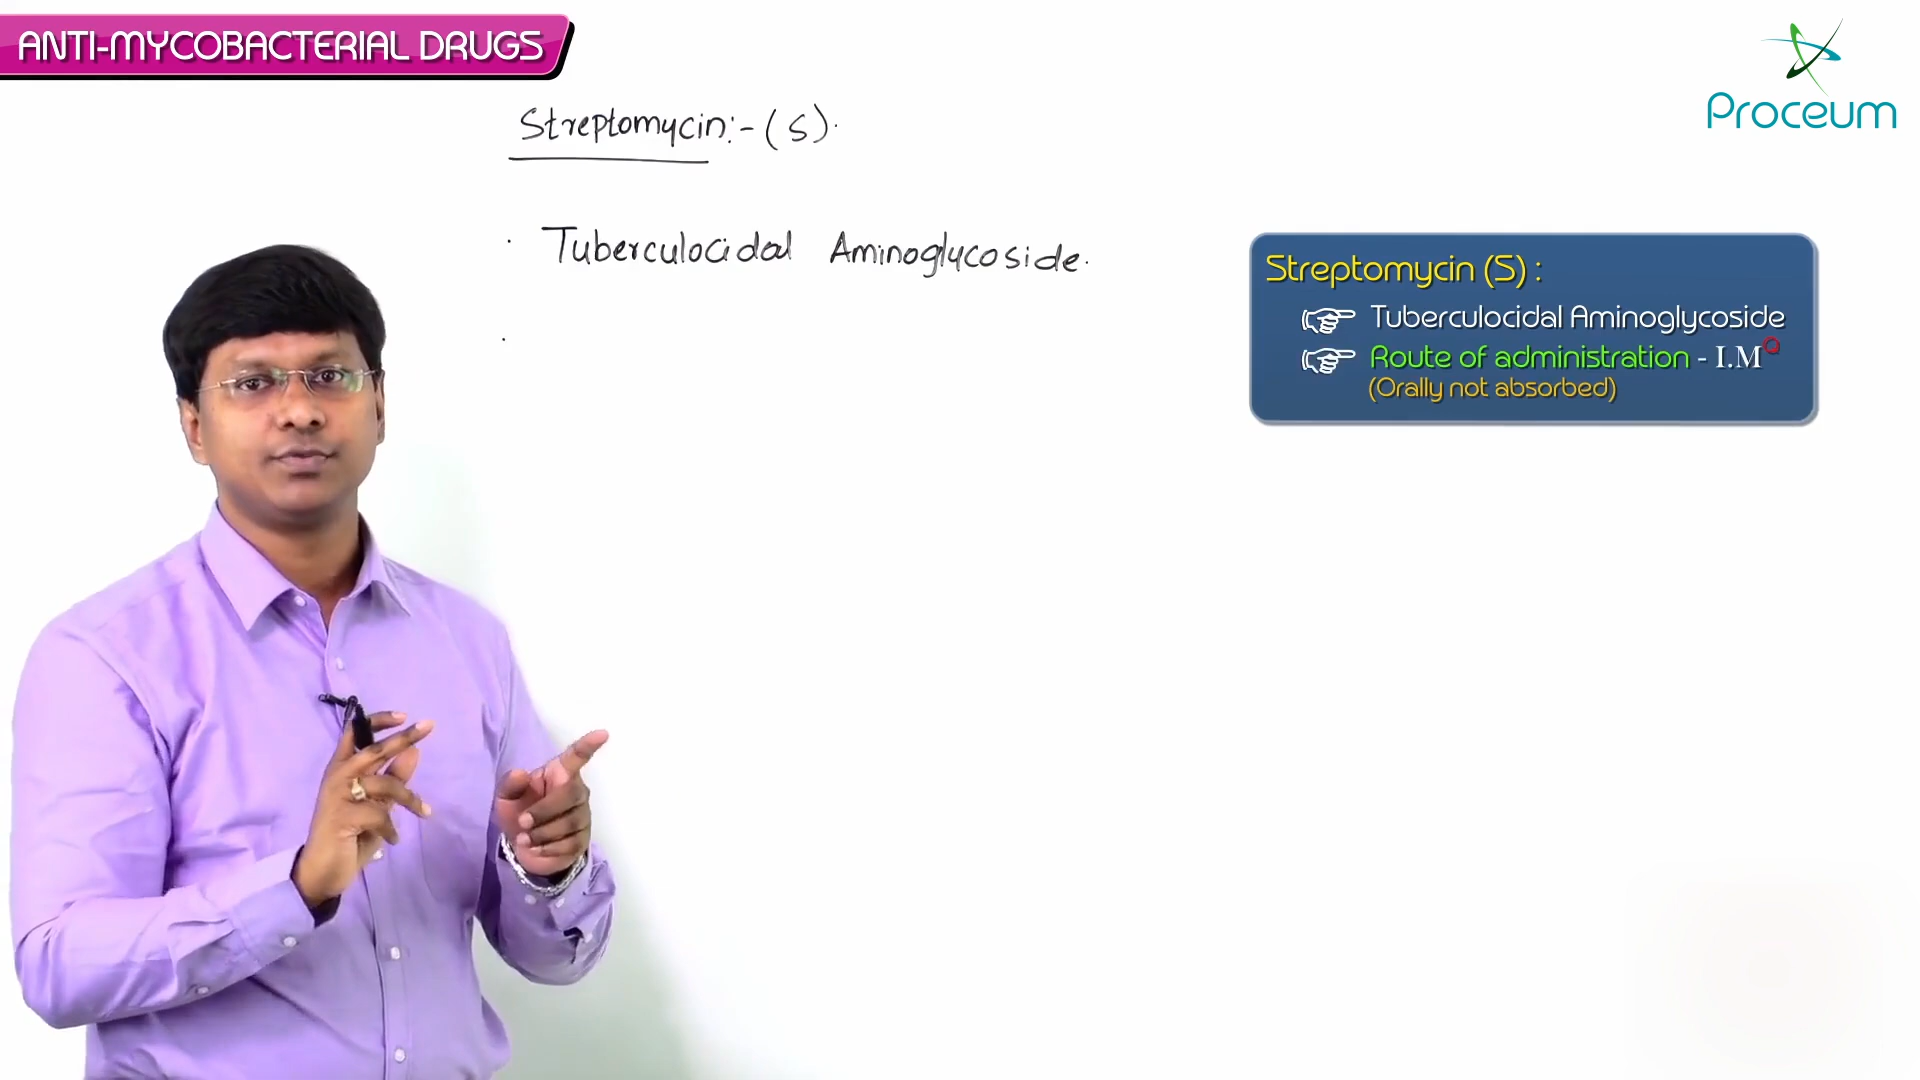 ANTI-MYCOBACTERIAL DRUGS
Proceum
Streptomycin:- (S).
· Tuberculocidal Aminoglycoside.
Streptomycin (S) :
Tuberculocidal Aminoglycoside
Route of administration - I.M
(Orally not absorbed)